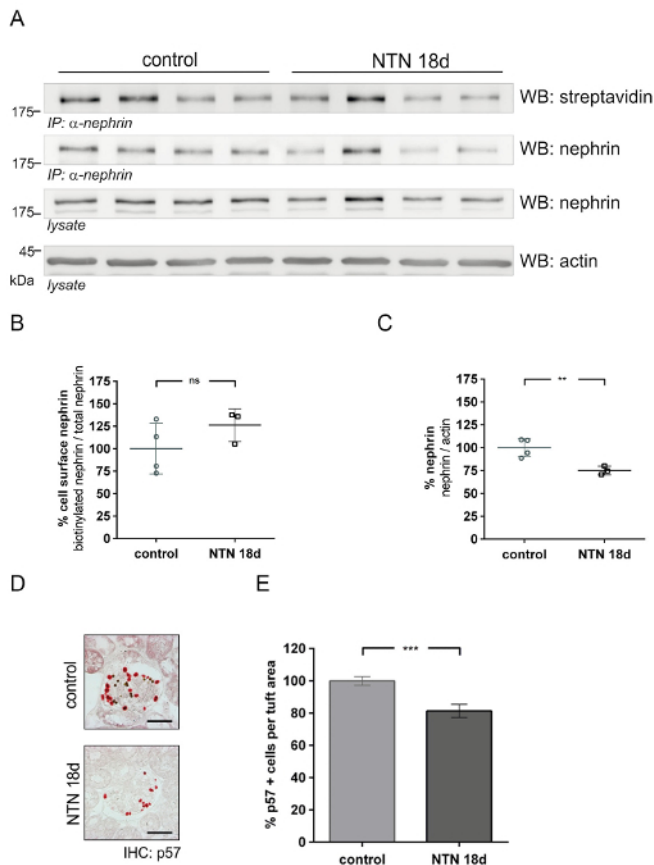 A
control NTN 18d
175 WB: streptavidin
IP: α-nephrin
175 WB: nephrin
IP: α-nephrin
175 WB: nephrin
lysate
45 WB: actin
kDa
lysate
B
% cell surface nephrin
biotinylated nephrin / total nephrin
175
150
125
100
75
50
25
0
ns
control NTN 18d
C
% nephrin
nephrin / actin
175
150
125
100
75
50
25
0
**
control NTN 18d
D
control
NTN 18d
IHC: p57
E
% p57 + cells per tuft area
120
100
80
60
40
20
0
***
control NTN 18d